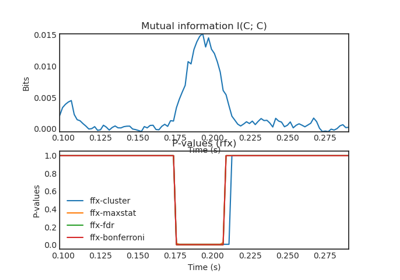 Mutual information I(C; C)
0.015
0.010
0.005
0.000
Bits
0.100 0.125 0.150 0.175 0.200 0.225 0.250 0.275
Time (s)
P-values (rfx)
1.0
0.8
0.6
0.4
0.2
0.0
P-values
ffx-cluster
ffx-maxstat
ffx-fdr
ffx-bonferroni
0.100 0.125 0.150 0.175 0.200 0.225 0.250 0.275
Time (s)